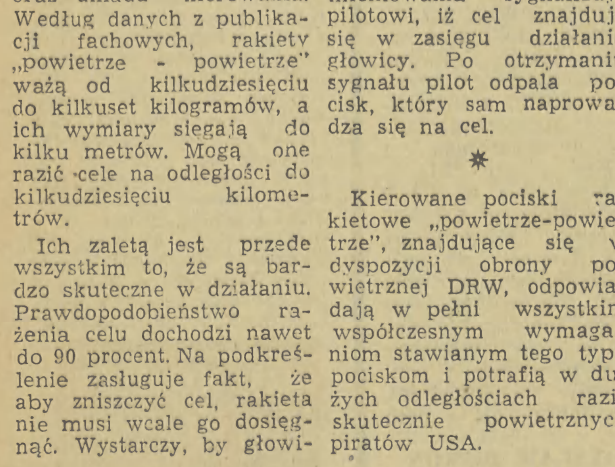 Według danych z publika-
cji fachowych, rakiety
„powietrze - powietrze"
ważą od kilkudziesięciu
do kilkuset kilogramów, a
ich wymiary sięgają do
kilku metrów. Mogą one
razić cele na odległości do
kilkudziesięciu kilome-
trów.
Ich zaletą jest przede
wszystkim to, że są bar-
dzo skuteczne w działaniu.
Prawdopodobieństwo ra-
żenia celu dochodzi nawet
do 90 procent. Na podkreś-
lenie zasługuje fakt, że
aby zniszczyć cel, rakieta
nie musi wcale go dosięg-
nąć. Wystarczy, by głowi-
pilotowi, iż cel znajduj
się w zasięgu działani
głowicy. Po otrzymani
sygnału pilot odpala po
cisk, który sam naprowa
dza się na cel.
Kierowane pociski ra
kietowe „powietrze-powie
trze", znajdujące się
dyspozycji obrony po
wietrznej DRW, odpowia
dają w pełni wszystkim
współczesnym wymaga
niom stawianym tego typ
pociskom i potrafią w du
żych odległościach razi
skutecznie powietrznyc
piratów USA.